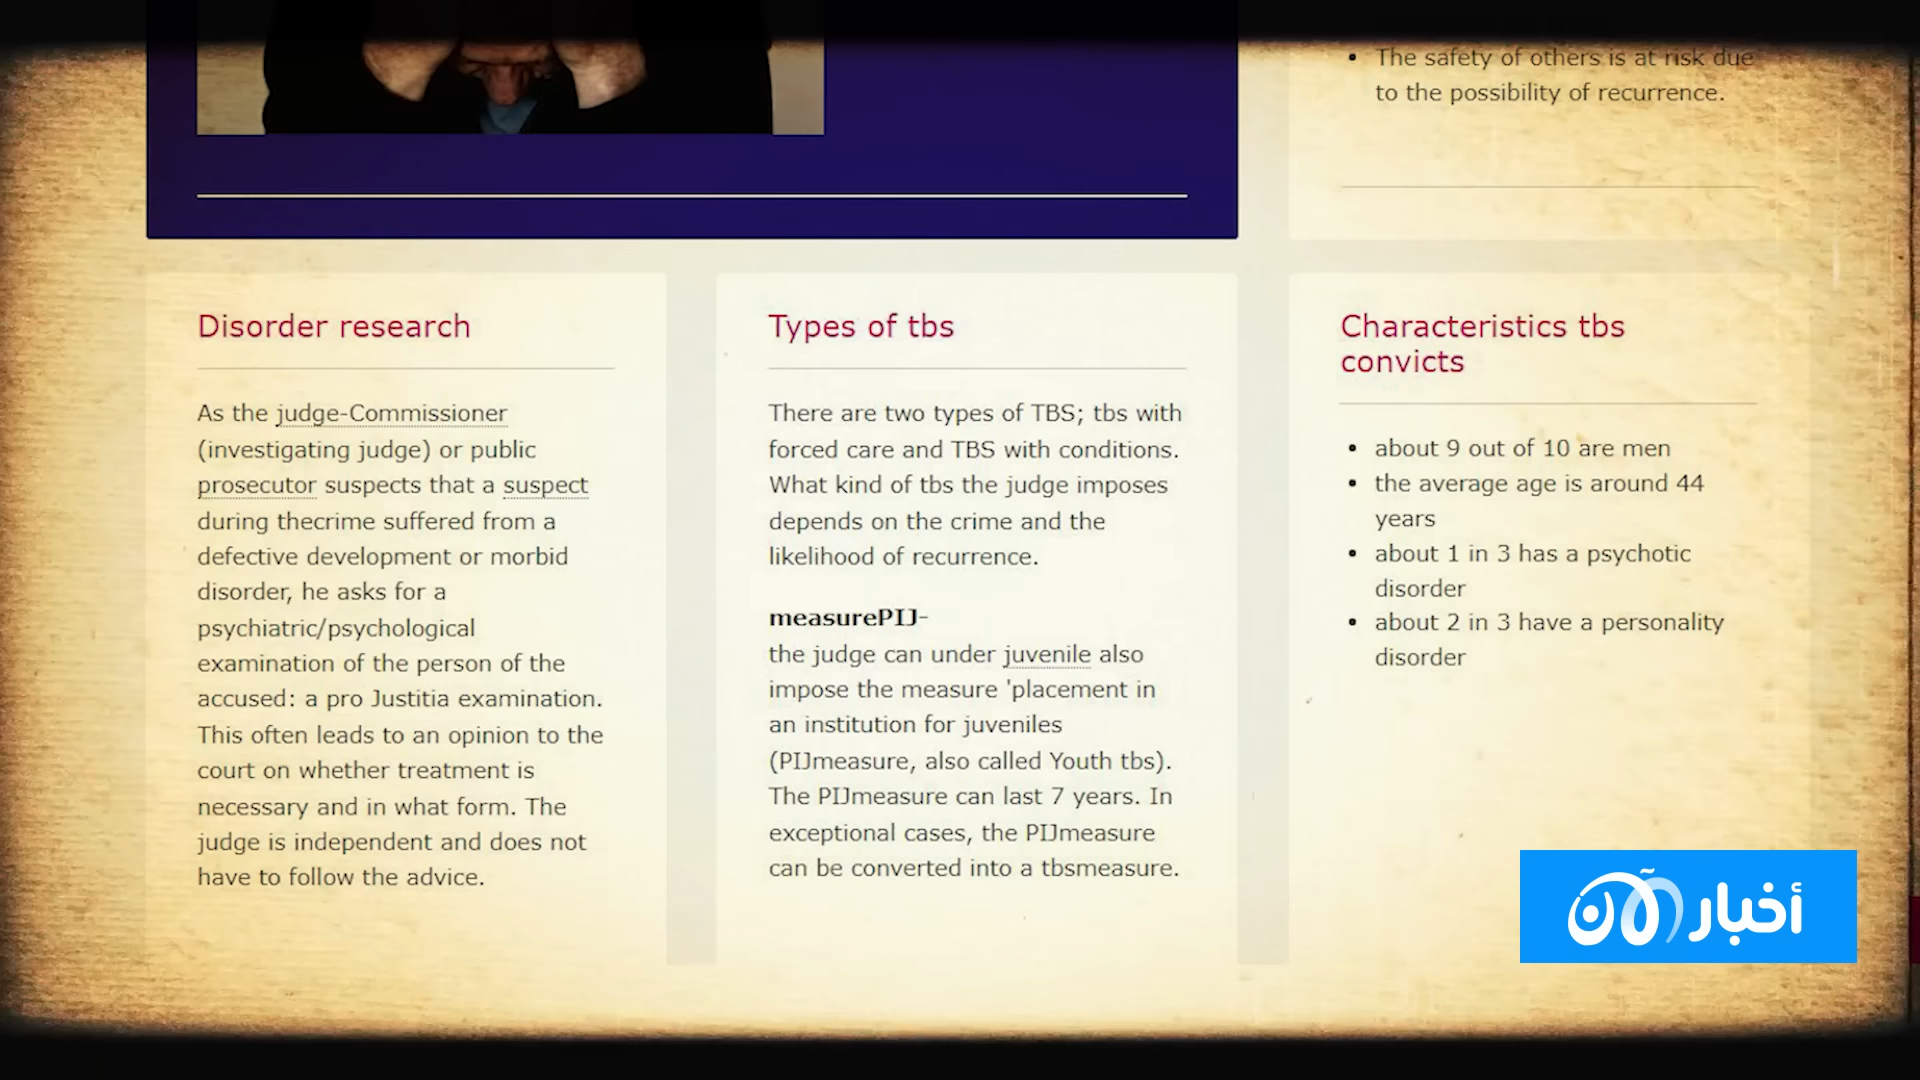 The safety of others is at risk due
to the possibility of recurrence.
Disorder research
As the judge-Commissioner
(investigating judge) or public
prosecutor suspects that a suspect
during thecrime suffered from a
defective development or morbid
disorder, he asks for a
psychiatric/psychological
examination of the person of the
accused: a pro Justitia examination.
This often leads to an opinion to the
court on whether treatment is
necessary and in what form. The
judge is independent and does not
have to follow the advice.
Types of tbs
There are two types of TBS; tbs with
forced care and TBS with conditions.
What kind of tbs the judge imposes
depends on the crime and the
likelihood of recurrence.
measurePIJ-
the judge can under juvenile also
impose the measure 'placement in
an institution for juveniles
(PIJmeasure, also called Youth tbs).
The PIJmeasure can last 7 years. In
exceptional cases, the PIJmeasure
can be converted into a tbsmeasure.
Characteristics tbs
convicts
about 9 out of 10 are men
the average age is around 44
years
about 1 in 3 has a psychotic
disorder
about 2 in 3 have a personality
disorder
أخبار الآن